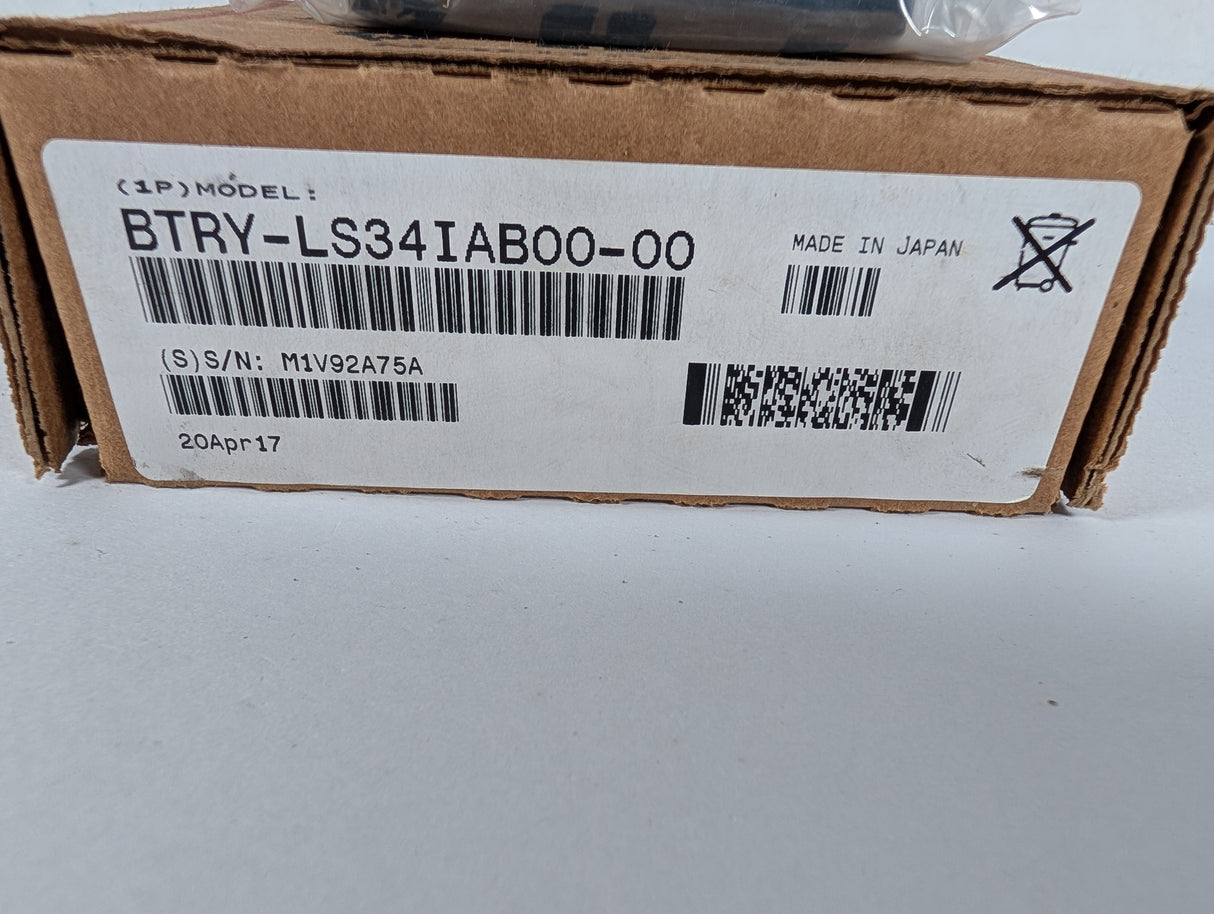 (1P)MODEL:
BTRY-LS34IAB00-00
MADE IN JAPAN
(S)S/N: M1V92A75A
20Apr17